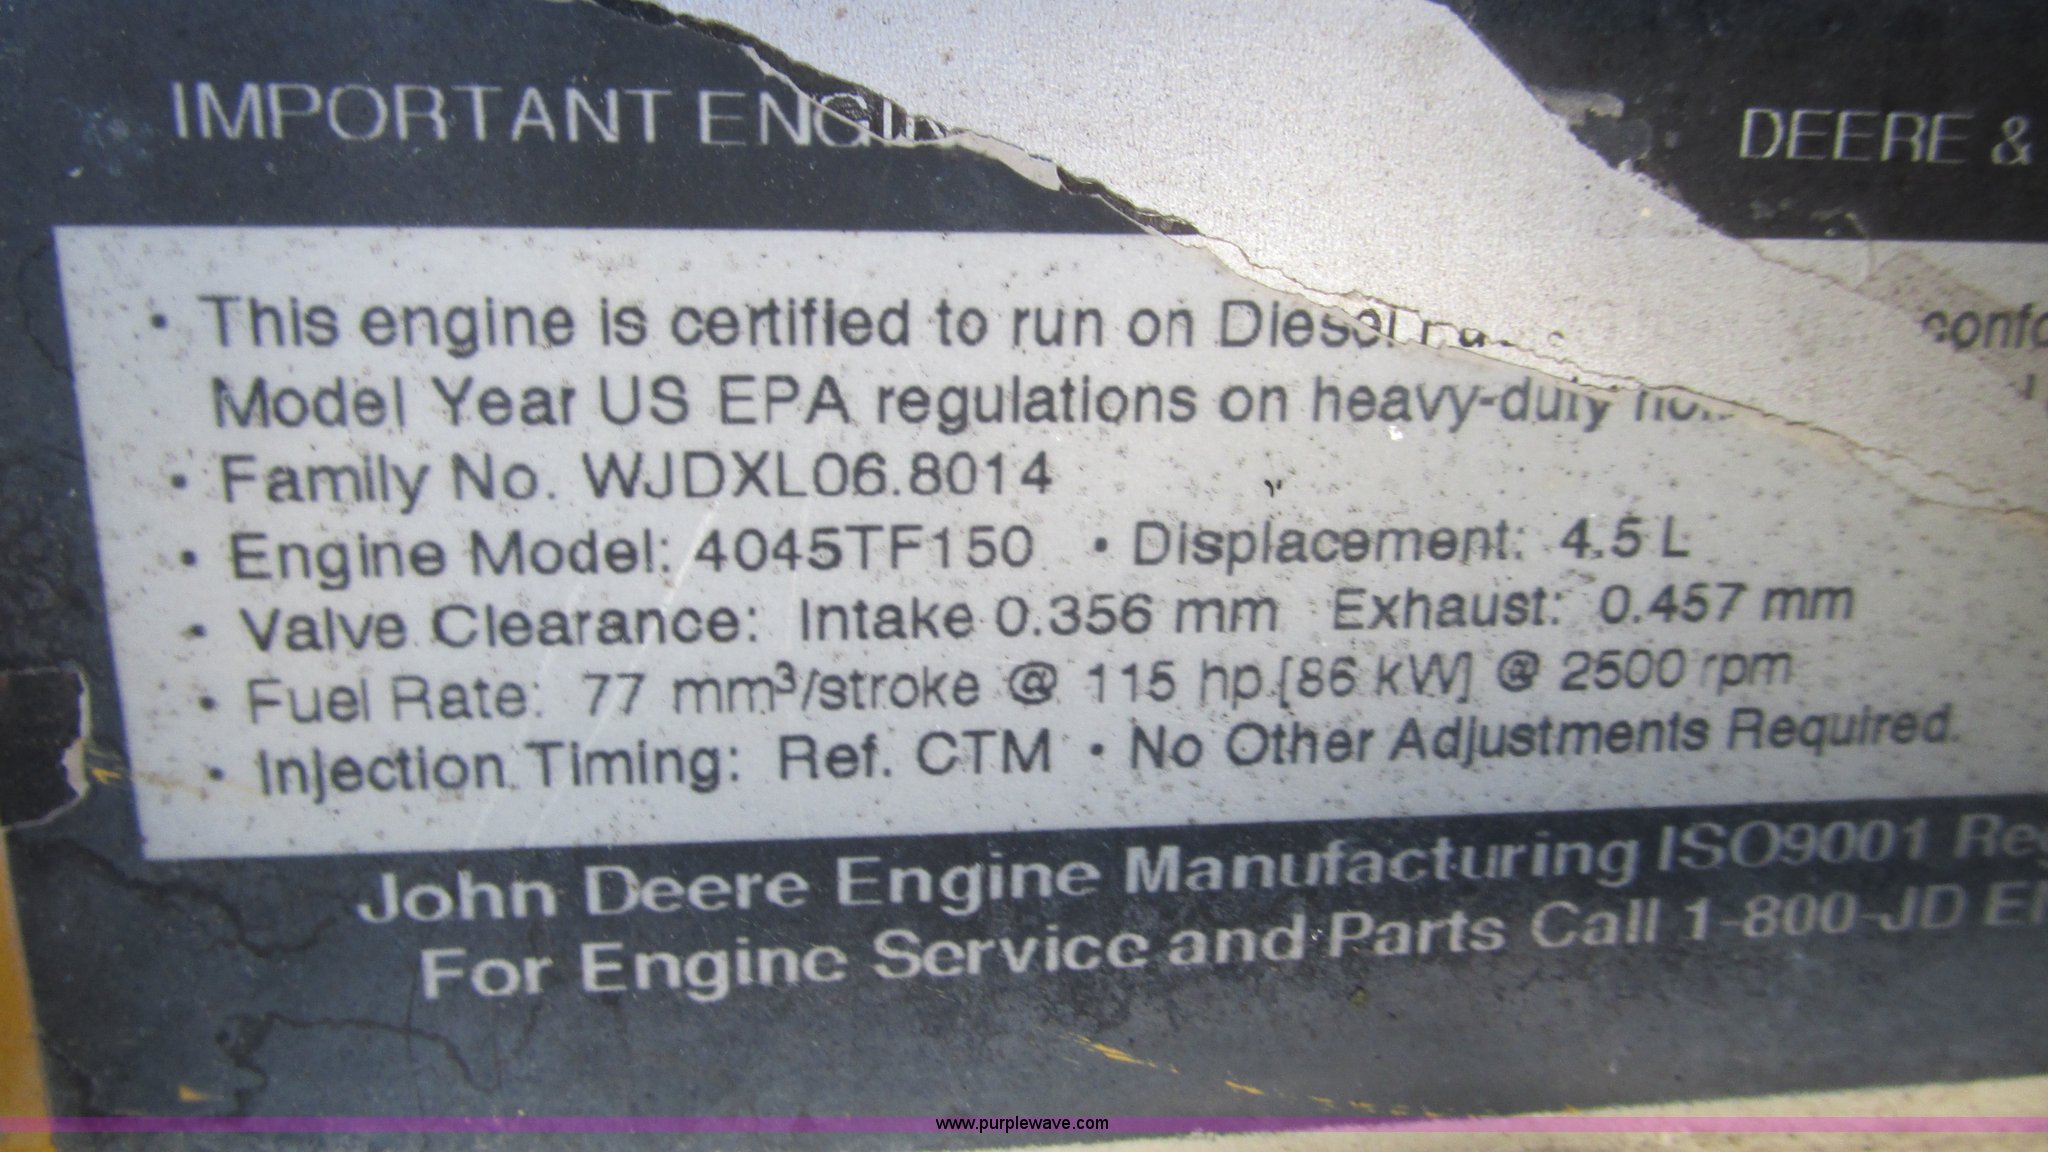 IMPORTANT
DEERE &
• This engine is certified to run on Diesel
Model Year US EPA regulations on heavy-duty
• Family No. WJDXL06.8014
• Engine Model: 4045TF150 • Displacement: 4.5 L
• Valve Clearance: Intake 0.356 mm Exhaust: 0.457 mm
• Fuel Rate: 77 mm³/stroke @ 115 hp [86 kW] @ 2500 rpm
• Injection Timing: Ref. CTM • No Other Adjustments Required.
John Deere Engine Manufacturing ISO9001
For Engine Service and Parts Call 1-800-JD
www.purplewave.com